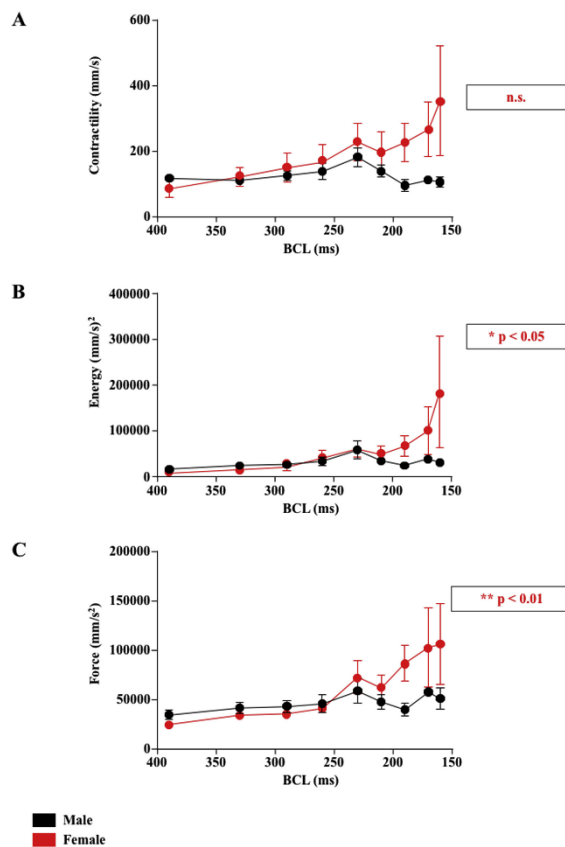 A
Contractility (mm/s)
600
400
200
0
400 350 300 250 200 150
BCL (ms)
n.s.
B
Energy (mm/s)²
400000
300000
200000
100000
0
400 350 300 250 200 150
BCL (ms)
* p < 0.05
C
Force (mm/s²)
200000
150000
100000
50000
0
400 350 300 250 200 150
BCL (ms)
** p < 0.01
Male
Female